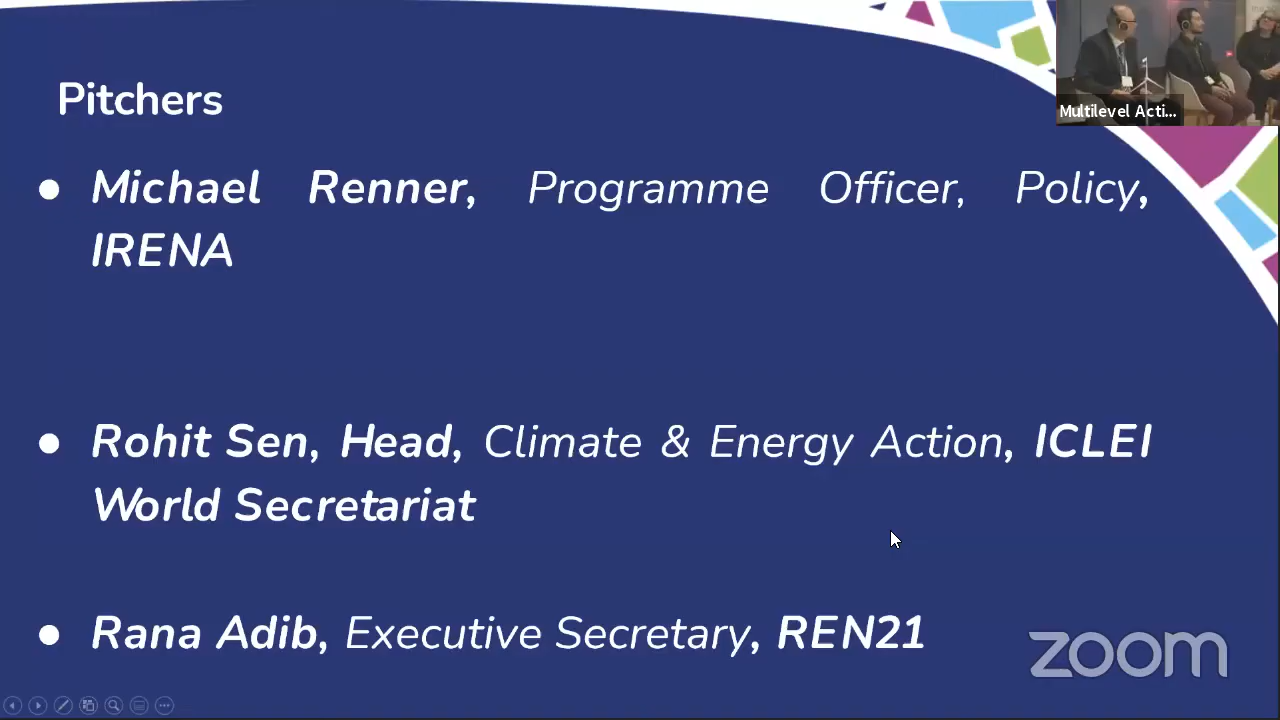 Pitchers
Multilevel Acti...
● Michael Renner, Programme Officer, Policy,
IRENA
● Rohit Sen, Head, Climate & Energy Action, ICLEI
World Secretariat
● Rana Adib, Executive Secretary, REN21
zoom